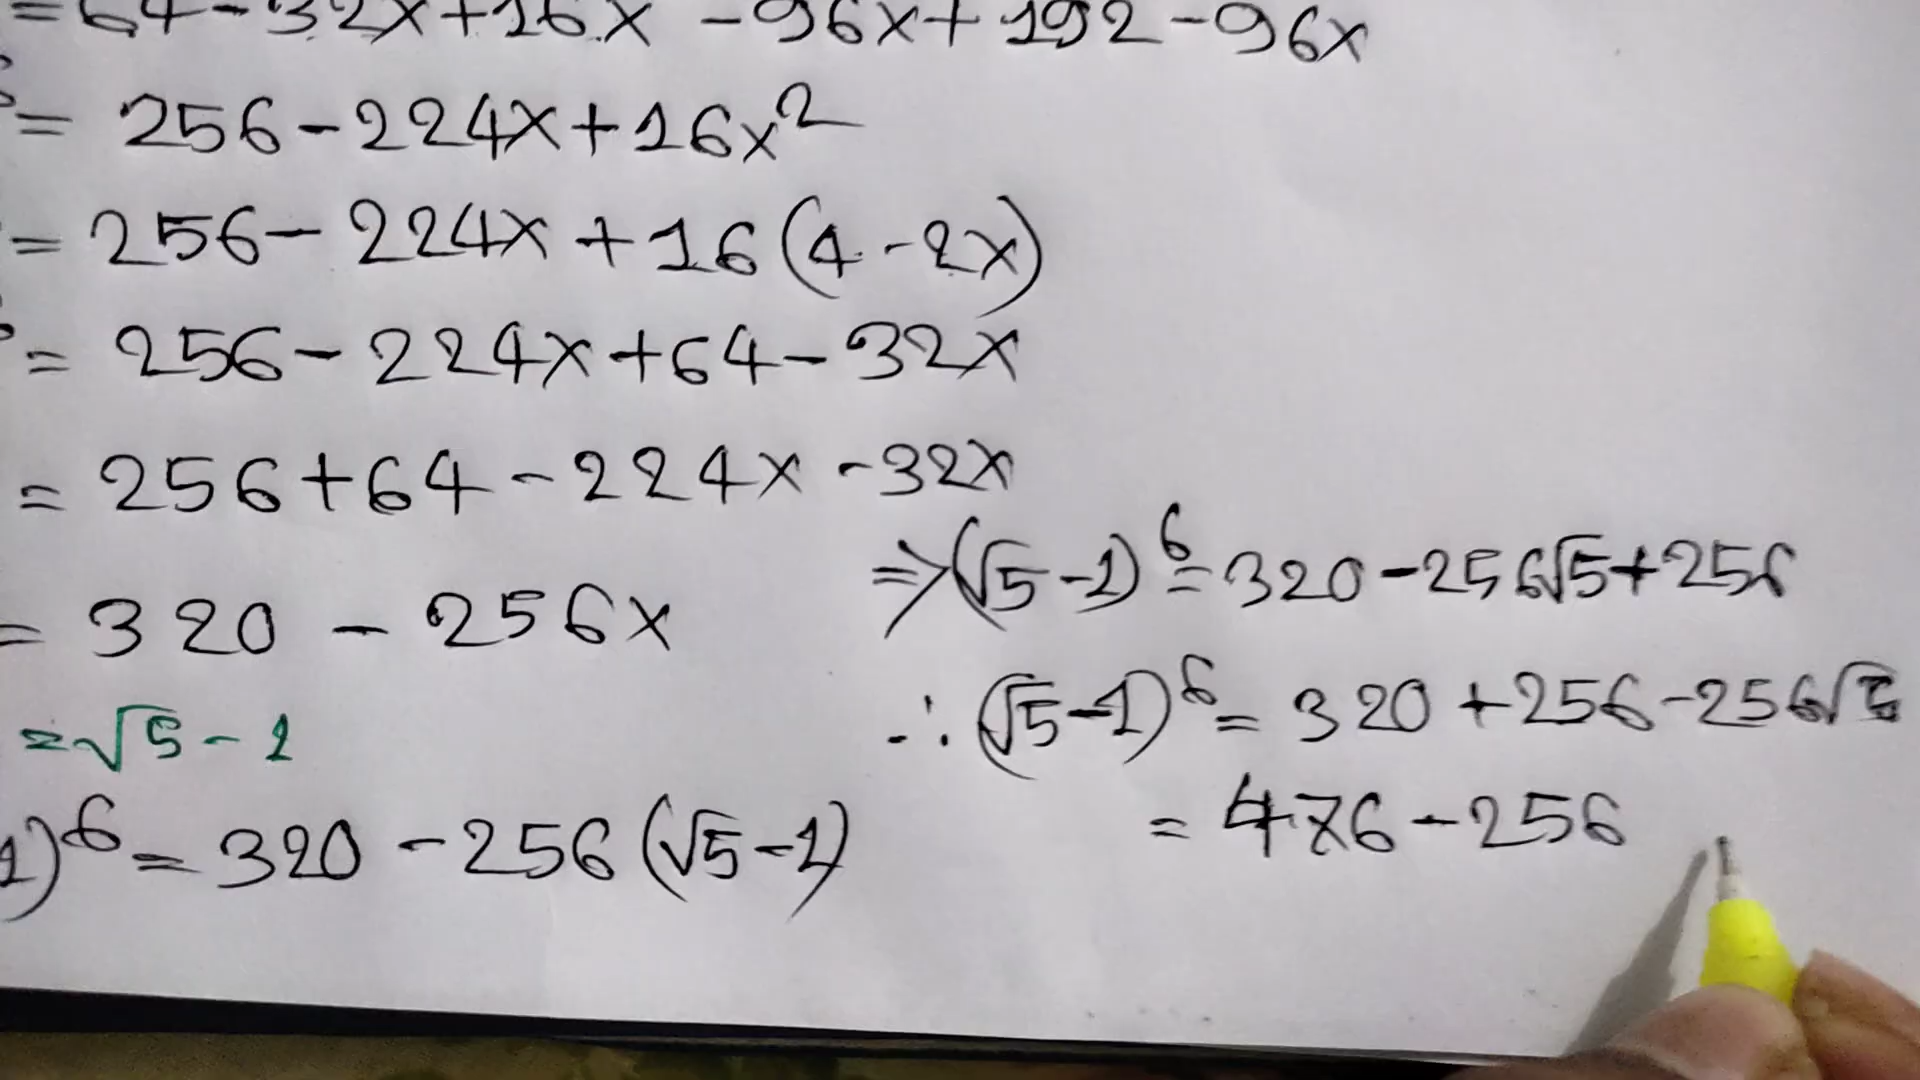 =64-32x+16x -96x+192-96x
= 256-224x+16x²
= 256-224x+16(4-2x)
= 256-224x+64-32x
= 256+64-224x-32x
= 320-256x
=√5-1
1)⁶=320-256(√5-1)
⇒(√5-1)⁶=320-256√5+256
∴(√5-1)⁶=320+256-256√5
=476-256